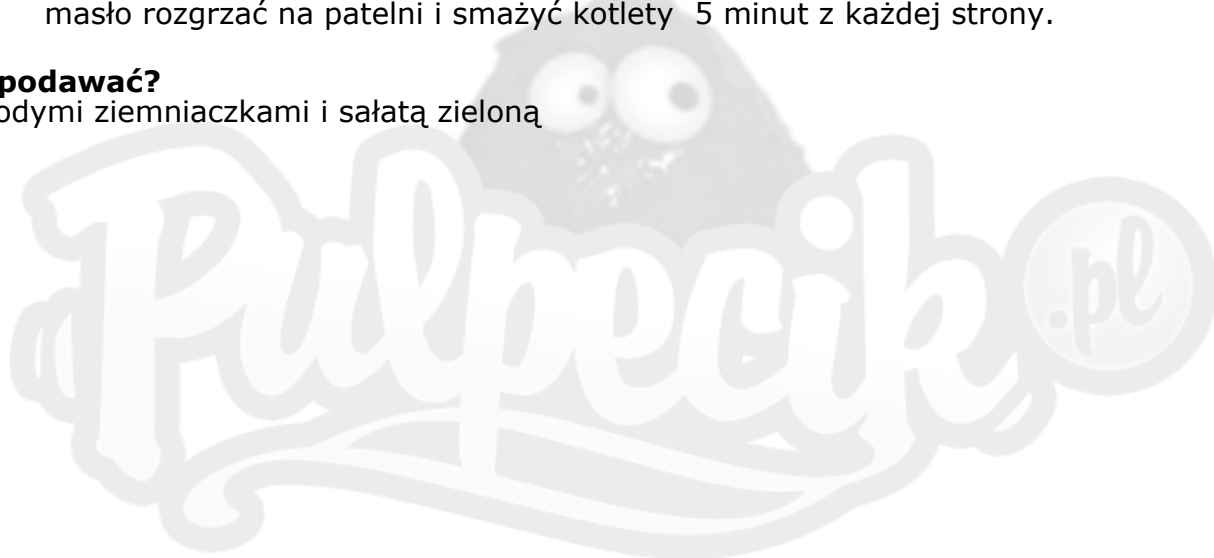 masło rozgrzać na patelni i smażyć kotlety 5 minut z każdej strony.
podawać?
odymi ziemniaczkami i sałatą zieloną
Pulpecik .pl